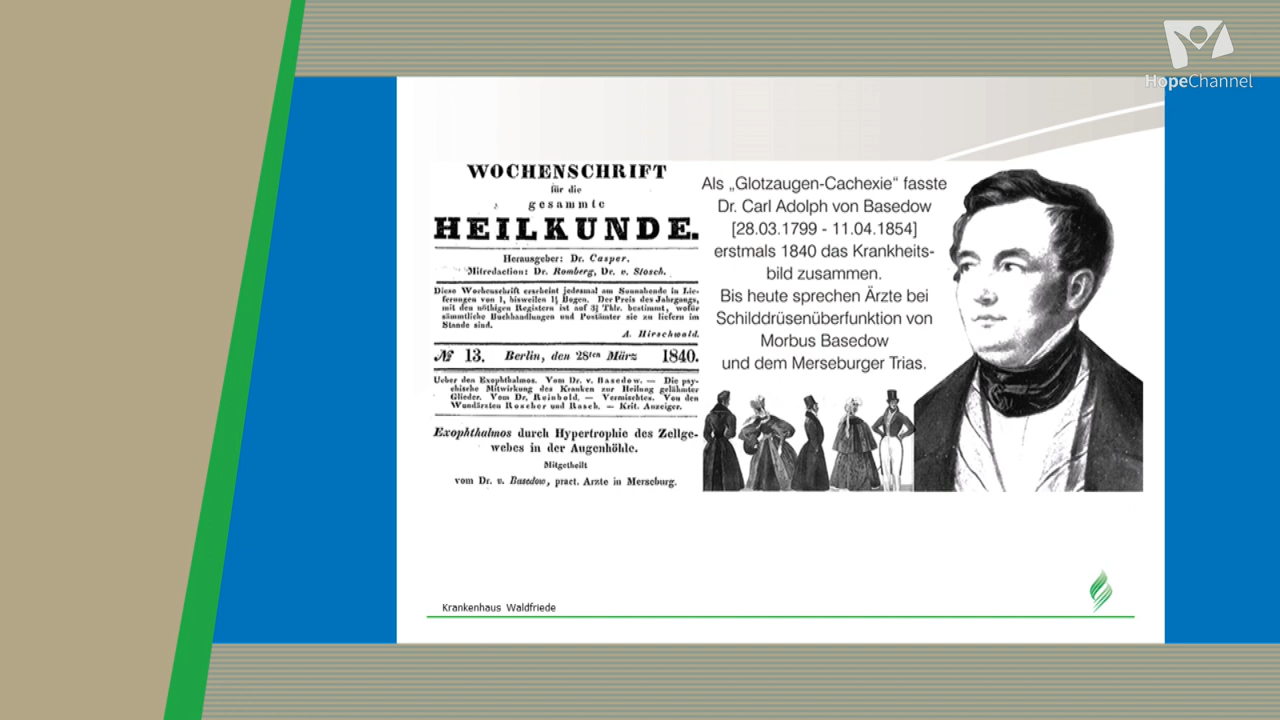 HopeChannel
WOCHENSCHRIFT
für die
gesammte
HEILKUNDE.
Herausgeber: Dr. Casper.
Mitredaction: Dr. Romberg, Dr. v. Stosch.
Diese Wochenschrift erscheint jedesmal am Sonnabende in Lie-
ferungen von 1, bisweilen 1½ Bogen. Der Preis des Jahrgangs,
mit den nöthigen Registern ist auf 3⅔ Thlr. bestimmt, wofür
sämmtliche Buchhandlungen und Postämter sie zu liefern im
Stande sind.
A. Hirschwald.
№ 13. Berlin, den 28ten März 1840.
Ueber den Exophthalmos. Vom Dr. v. Basedow. — Die psy-
chische Mitwirkung des Kranken zur Heilung gelähmter
Glieder. Vom Dr. Reinbold. — Vermischtes. Von den
Wundärzten Roscher und Rasch. — Krit. Anzeiger.
Exophthalmos durch Hypertrophie des Zellge-
webes in der Augenhöhle.
Mitgetheilt
vom Dr. v. Basedow, pract. Arzte in Merseburg.
Als „Glotzaugen-Cachexie“ fasste
Dr. Carl Adolph von Basedow
[28.03.1799 - 11.04.1854]
erstmals 1840 das Krankheits-
bild zusammen.
Bis heute sprechen Ärzte bei
Schilddrüsenüberfunktion von
Morbus Basedow
und dem Merseburger Trias.
Krankenhaus Waldfriede